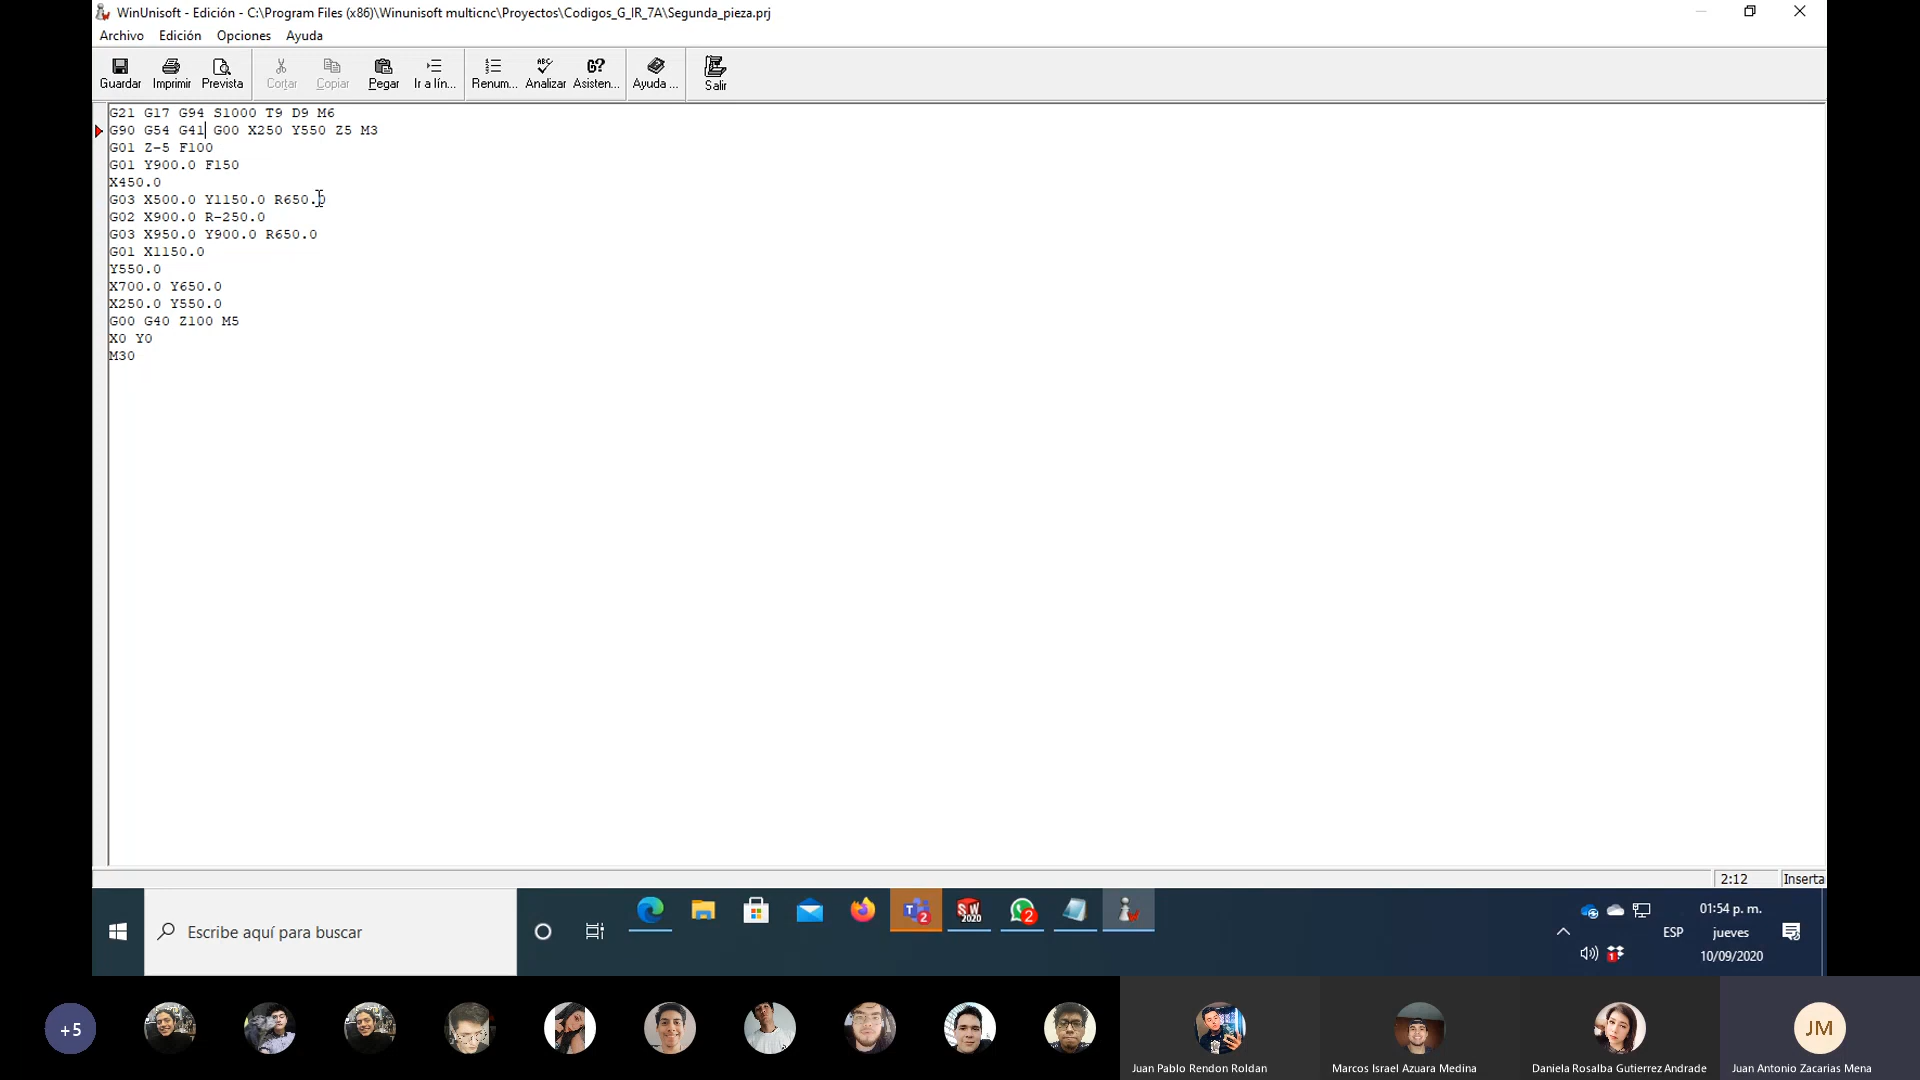 WinUnisoft - Edición - C:\Program Files (x86)\Winunisoft multicnc\Proyectos\Codigos_G_IR_7A\Segunda_pieza.prj
Archivo Edición Opciones Ayuda
Guardar Imprimir Prevista Cortar Copiar Pegar Ir a lín... Renum... Analizar Asisten... Ayuda ... Salir
G21 G17 G94 S1000 T9 D9 M6
G90 G54 G41 G00 X250 Y550 Z5 M3
G01 Z-5 F100
G01 Y900.0 F150
X450.0
G03 X500.0 Y1150.0 R650.0
G02 X900.0 R-250.0
G03 X950.0 Y900.0 R650.0
G01 X1150.0
Y550.0
X700.0 Y650.0
X250.0 Y550.0
G00 G40 Z100 M5
X0 Y0
M30
2:12 Inserta
Escribe aquí para buscar
2
SW
2020
2
ESP
1
01:54 p. m.
jueves
10/09/2020
+5
JM
Juan Pablo Rendon Roldan
Marcos Israel Azuara Medina
Daniela Rosalba Gutierrez Andrade
Juan Antonio Zacarias Mena